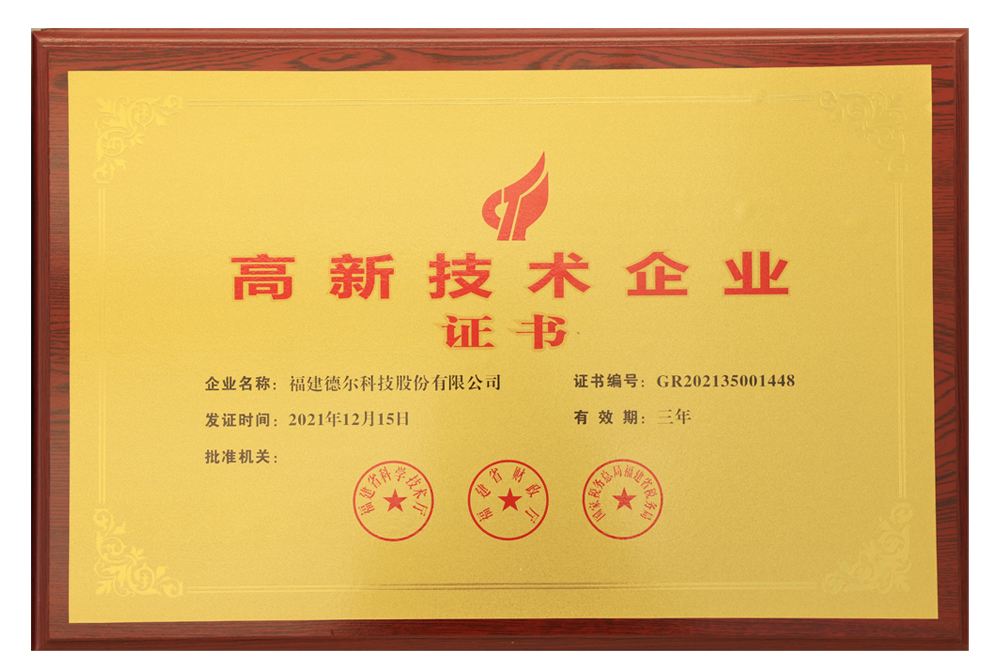 高新技术企业
证书
企业名称：福建德尔科技股份有限公司
证书编号：GR202135001448
发证时间：2021年12月15日
有效期：三年
批准机关：
福建省科学技术厅
福建省财政厅
国家税务总局福建省税务局